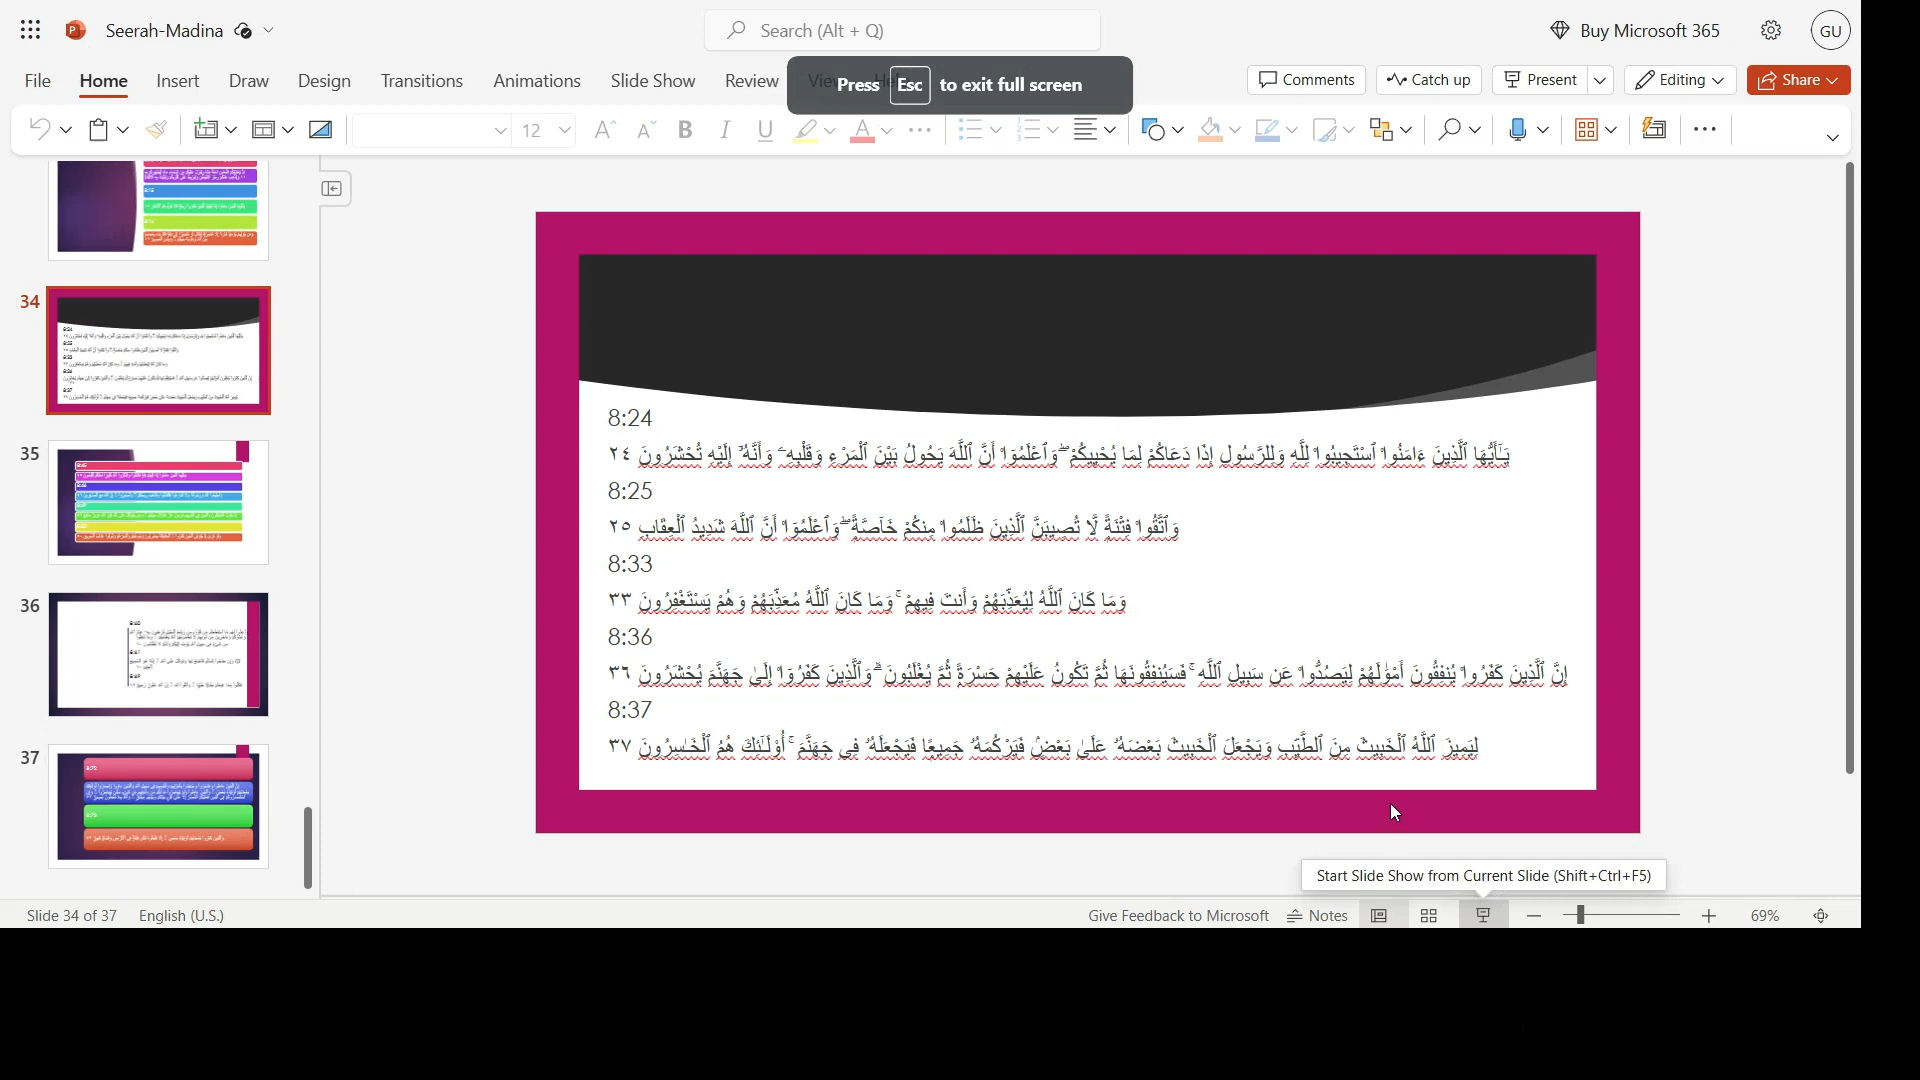 Seerah-Madina
Search (Alt + Q)
Buy Microsoft 365
GU
File
Home
Insert
Draw
Design
Transitions
Animations
Slide Show
Review
Press Esc to exit full screen
Comments
Catch up
Present
Editing
Share
12
34
35
36
37
8:24
يَـٰٓأَيُّهَا ٱلَّذِينَ ءَامَنُوا۟ ٱسْتَجِيبُوا۟ لِلَّهِ وَلِلرَّسُولِ إِذَا دَعَاكُمْ لِمَا يُحْيِيكُمْ ۖ وَٱعْلَمُوٓا۟ أَنَّ ٱللَّهَ يَحُولُ بَيْنَ ٱلْمَرْءِ وَقَلْبِهِۦ وَأَنَّهُۥٓ إِلَيْهِ تُحْشَرُونَ ٢٤
8:25
وَٱتَّقُوا۟ فِتْنَةً لَّا تُصِيبَنَّ ٱلَّذِينَ ظَلَمُوا۟ مِنكُمْ خَآصَّةً ۖ وَٱعْلَمُوٓا۟ أَنَّ ٱللَّهَ شَدِيدُ ٱلْعِقَابِ ٢٥
8:33
وَمَا كَانَ ٱللَّهُ لِيُعَذِّبَهُمْ وَأَنتَ فِيهِمْ ۚ وَمَا كَانَ ٱللَّهُ مُعَذِّبَهُمْ وَهُمْ يَسْتَغْفِرُونَ ٣٣
8:36
إِنَّ ٱلَّذِينَ كَفَرُوا۟ يُنفِقُونَ أَمْوَٰلَهُمْ لِيَصُدُّوا۟ عَن سَبِيلِ ٱللَّهِ ۚ فَسَيُنفِقُونَهَا ثُمَّ تَكُونُ عَلَيْهِمْ حَسْرَةً ثُمَّ يُغْلَبُونَ ۗ وَٱلَّذِينَ كَفَرُوٓا۟ إِلَىٰ جَهَنَّمَ يُحْشَرُونَ ٣٦
8:37
لِيَمِيزَ ٱللَّهُ ٱلْخَبِيثَ مِنَ ٱلطَّيِّبِ وَيَجْعَلَ ٱلْخَبِيثَ بَعْضَهُۥ عَلَىٰ بَعْضٍ فَيَرْكُمَهُۥ جَمِيعًا فَيَجْعَلَهُۥ فِى جَهَنَّمَ ۚ أُو۟لَـٰٓئِكَ هُمُ ٱلْخَـٰسِرُونَ ٣٧
Start Slide Show from Current Slide (Shift+Ctrl+F5)
Slide 34 of 37
English (U.S.)
Give Feedback to Microsoft
Notes
69%